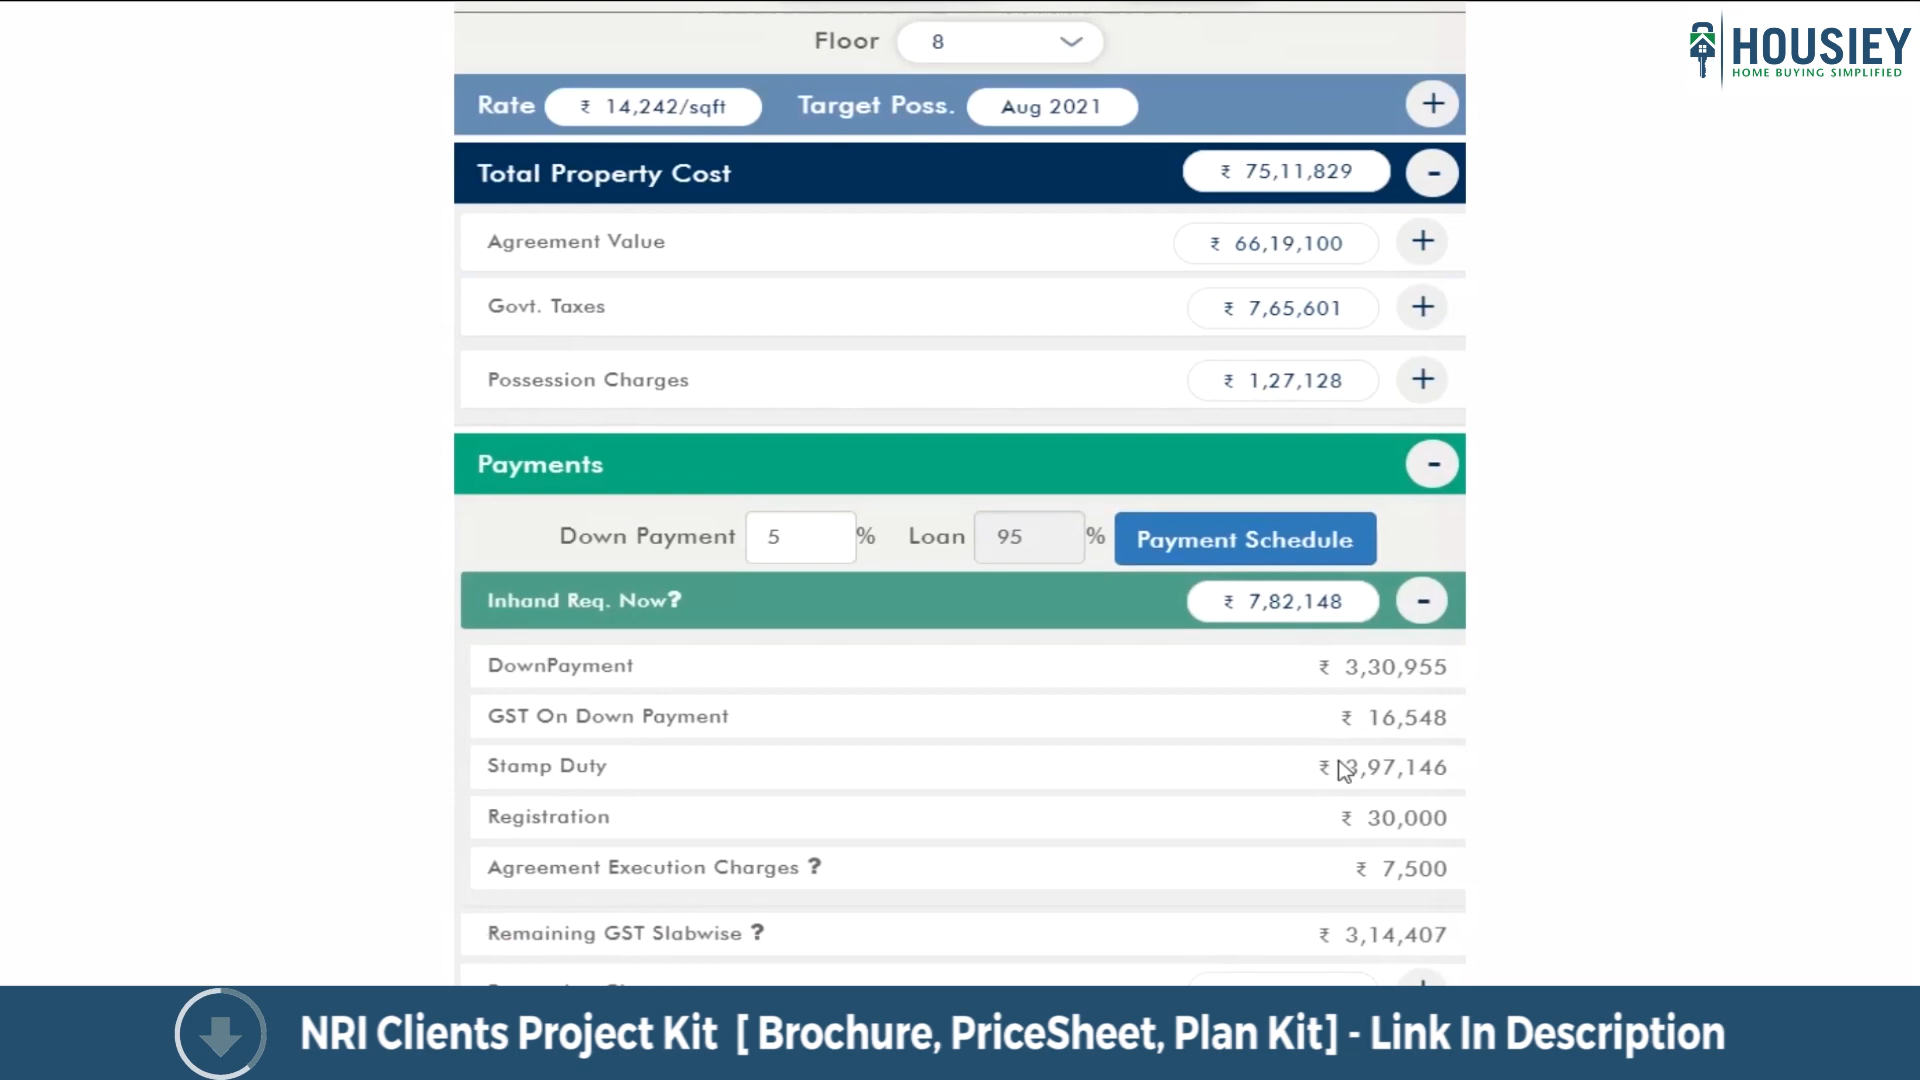 Floor 8
HOUSIEY
HOME BUYING SIMPLIFIED
Rate ₹ 14,242/sqft Target Poss. Aug 2021 +
Total Property Cost ₹ 75,11,829 -
Agreement Value ₹ 66,19,100 +
Govt. Taxes ₹ 7,65,601 +
Possession Charges ₹ 1,27,128 +
Payments -
Down Payment 5 % Loan 95 % Payment Schedule
Inhand Req. Now? ₹ 7,82,148 -
DownPayment ₹ 3,30,955
GST On Down Payment ₹ 16,548
Stamp Duty ₹ 3,97,146
Registration ₹ 30,000
Agreement Execution Charges ? ₹ 7,500
Remaining GST Slabwise ? ₹ 3,14,407
NRI Clients Project Kit [ Brochure, PriceSheet, Plan Kit] - Link In Description